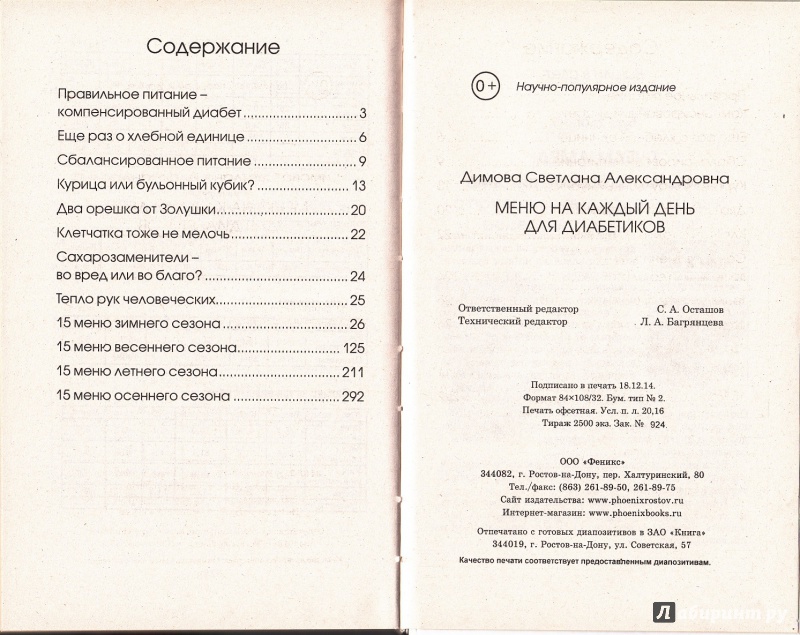 Содержание
Правильное питание –
компенсированный диабет............................3
Еще раз о хлебной единице............................6
Сбалансированное питание............................9
Курица или бульонный кубик?.......................13
Два орешка от Золушки..................................20
Клетчатка тоже не мелочь..............................22
Сахарозаменители –
во вред или во благо?....................................24
Тепло рук человеческих..................................25
15 меню зимнего сезона.................................26
15 меню весеннего сезона............................125
15 меню летнего сезона................................211
15 меню осеннего сезона..............................292
0+ Научно-популярное издание
Димова Светлана Александровна
МЕНЮ НА КАЖДЫЙ ДЕНЬ
ДЛЯ ДИАБЕТИКОВ
Ответственный редактор С. А. Осташов
Технический редактор Л. А. Багрянцева
Подписано в печать 18.12.14.
Формат 84×108/32. Бум. тип № 2.
Печать офсетная. Усл. п. л. 20,16
Тираж 2500 экз. Зак. № 924.
ООО «Феникс»
344082, г. Ростов-на-Дону, пер. Халтуринский, 80
Тел./факс: (863) 261-89-50, 261-89-75
Сайт издательства: www.phoenixrostov.ru
Интернет-магазин: www.phoenixbooks.ru
Отпечатано с готовых диапозитивов в ЗАО «Книга»
344019, г. Ростов-на-Дону, ул. Советская, 57
Качество печати соответствует предоставленным диапозитивам.
Лабиринт.ру